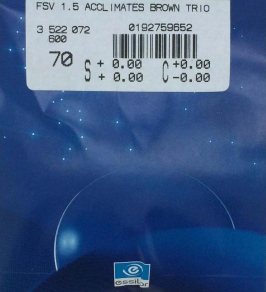 FSV 1.5 ACCLIMATES BROWN TRIO
3 522 072 0192759652
600
70 S + 0.00 C +0.00
+ 0.00 -0.00
essilor